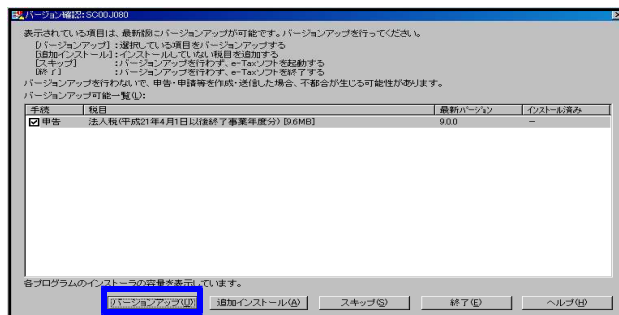 バージョン確認:SC00J080
表示されている項目は、最新版にバージョンアップが可能です。バージョンアップを行ってください。
[バージョンアップ]:選択している項目をバージョンアップする
[追加インストール]:インストールしていない税目を追加する
[スキップ]　　　　:バージョンアップを行わず、e-Taxソフトを起動する
[終了]　　　　　　:バージョンアップを行わず、e-Taxソフトを終了する
バージョンアップを行わないで、申告・申請等を作成・送信した場合、不都合が生じる可能性があります。
バージョンアップ可能一覧(L):
手続　税目　最新バージョン　インストール済み
申告　法人税(平成21年4月1日以後終了事業年度分) [9.6MB]　9.0.0　－
各プログラムのインストーラの容量を表示しています。
バージョンアップ(U)　追加インストール(A)　スキップ(S)　終了(E)　ヘルプ(H)